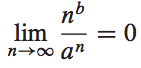 lim n→∞ n^b / a^n = 0